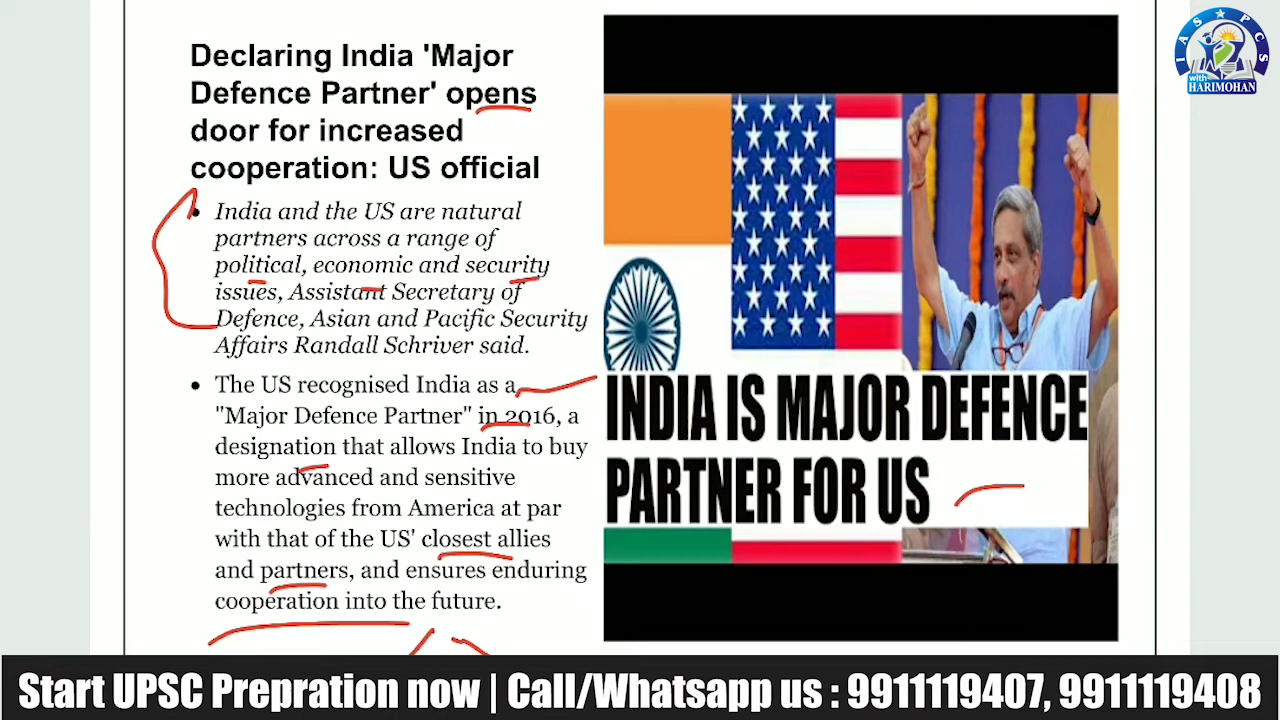 Declaring India 'Major
Defence Partner' opens
door for increased
cooperation: US official
• India and the US are natural
partners across a range of
political, economic and security
issues, Assistant Secretary of
Defence, Asian and Pacific Security
Affairs Randall Schriver said.
• The US recognised India as a
"Major Defence Partner" in 2016, a
designation that allows India to buy
more advanced and sensitive
technologies from America at par
with that of the US' closest allies
and partners, and ensures enduring
cooperation into the future.
INDIA IS MAJOR DEFENCE
PARTNER FOR US
IAS★PCS
with
HARIMOHAN
Start UPSC Prepration now | Call/Whatsapp us : 9911119407, 9911119408